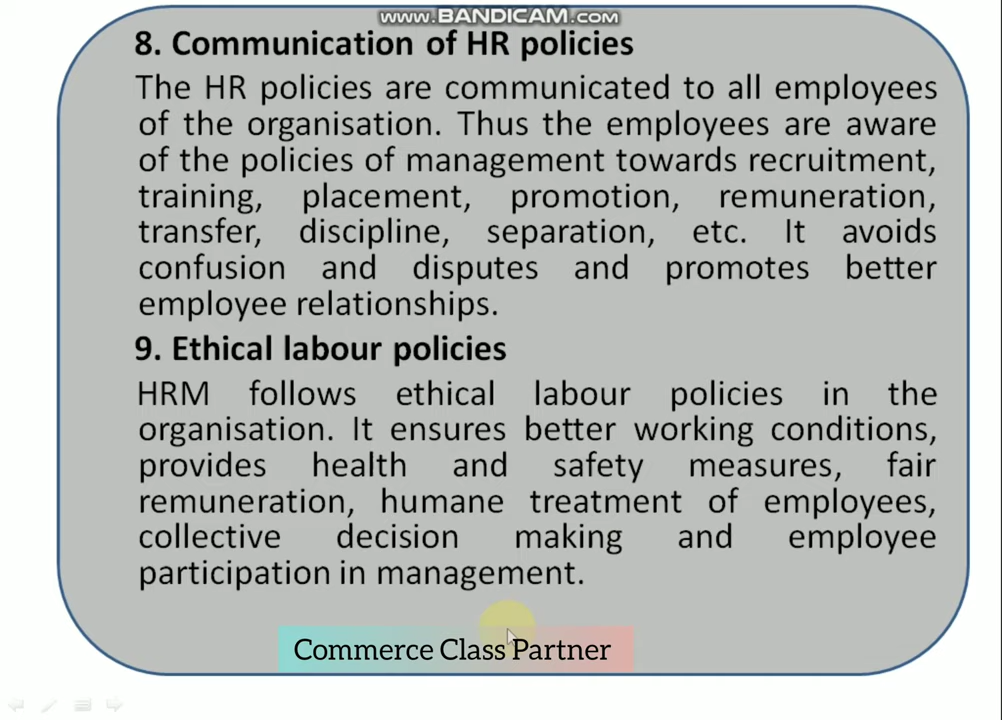 www.BANDICAM.com
8. Communication of HR policies
The HR policies are communicated to all employees
of the organisation. Thus the employees are aware
of the policies of management towards recruitment,
training, placement, promotion, remuneration,
transfer, discipline, separation, etc. It avoids
confusion and disputes and promotes better
employee relationships.
9. Ethical labour policies
HRM follows ethical labour policies in the
organisation. It ensures better working conditions,
provides health and safety measures, fair
remuneration, humane treatment of employees,
collective decision making and employee
participation in management.
Commerce Class Partner